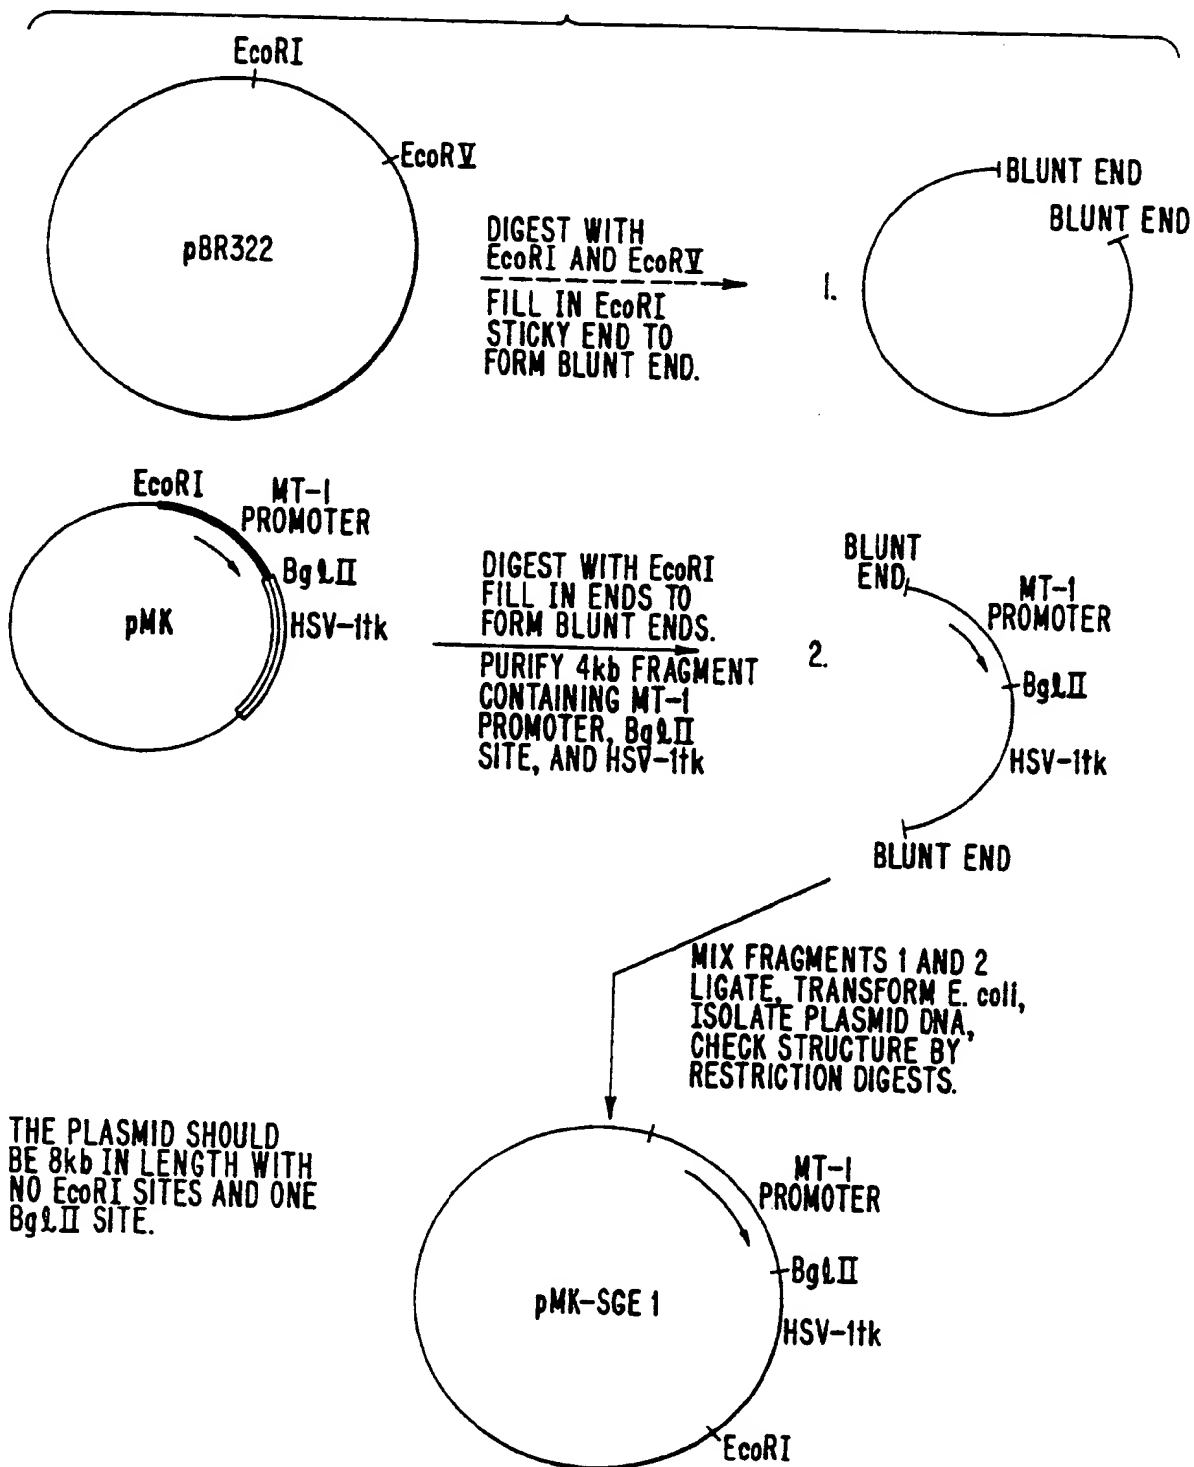 EcoRI
EcoRV
pBR322
DIGEST WITH
EcoRI AND EcoRV
FILL IN EcoRI
STICKY END TO
FORM BLUNT END.
1.
BLUNT END
BLUNT END
EcoRI
MT-1
PROMOTER
BglII
HSV-1tk
pMK
DIGEST WITH EcoRI
FILL IN ENDS TO
FORM BLUNT ENDS.
PURIFY 4kb FRAGMENT
CONTAINING MT-1
PROMOTER, BglII
SITE, AND HSV-1tk
2.
BLUNT
END
MT-1
PROMOTER
BglII
HSV-1tk
BLUNT END
MIX FRAGMENTS 1 AND 2
LIGATE, TRANSFORM E. coli,
ISOLATE PLASMID DNA,
CHECK STRUCTURE BY
RESTRICTION DIGESTS.
THE PLASMID SHOULD
BE 8kb IN LENGTH WITH
NO EcoRI SITES AND ONE
BglII SITE.
MT-1
PROMOTER
BglII
pMK-SGE 1
HSV-1tk
EcoRI